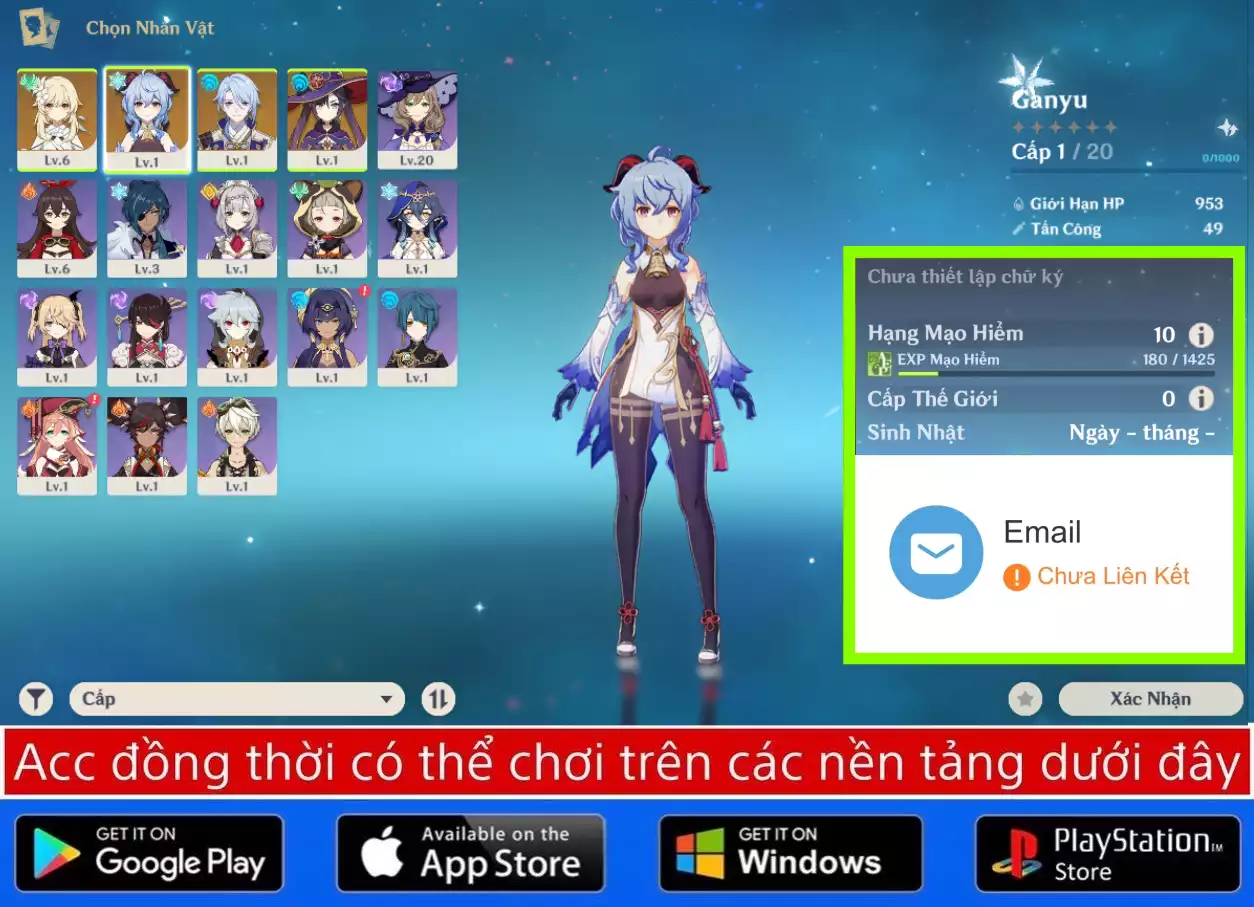 Chọn Nhân Vật
Lv.6
Lv.1
Lv.1
Lv.1
Lv.20
Lv.6
Lv.3
Lv.1
Lv.1
Lv.1
Lv.1
Lv.1
Lv.1
Lv.1
Lv.1
Lv.1
Lv.1
Lv.1
Ganyu
Cấp 1 / 20
0/1000
Giới Hạn HP 953
Tấn Công 49
Chưa thiết lập chữ ký
Hạng Mạo Hiểm 10
EXP Mạo Hiểm 180 / 1425
Cấp Thế Giới 0
Sinh Nhật Ngày - tháng -
Email
! Chưa Liên Kết
Cấp
Xác Nhận
Acc đồng thời có thể chơi trên các nền tảng dưới đây
GET IT ON
Google Play
Available on the
App Store
GET IT ON
Windows
PlayStation™
Store